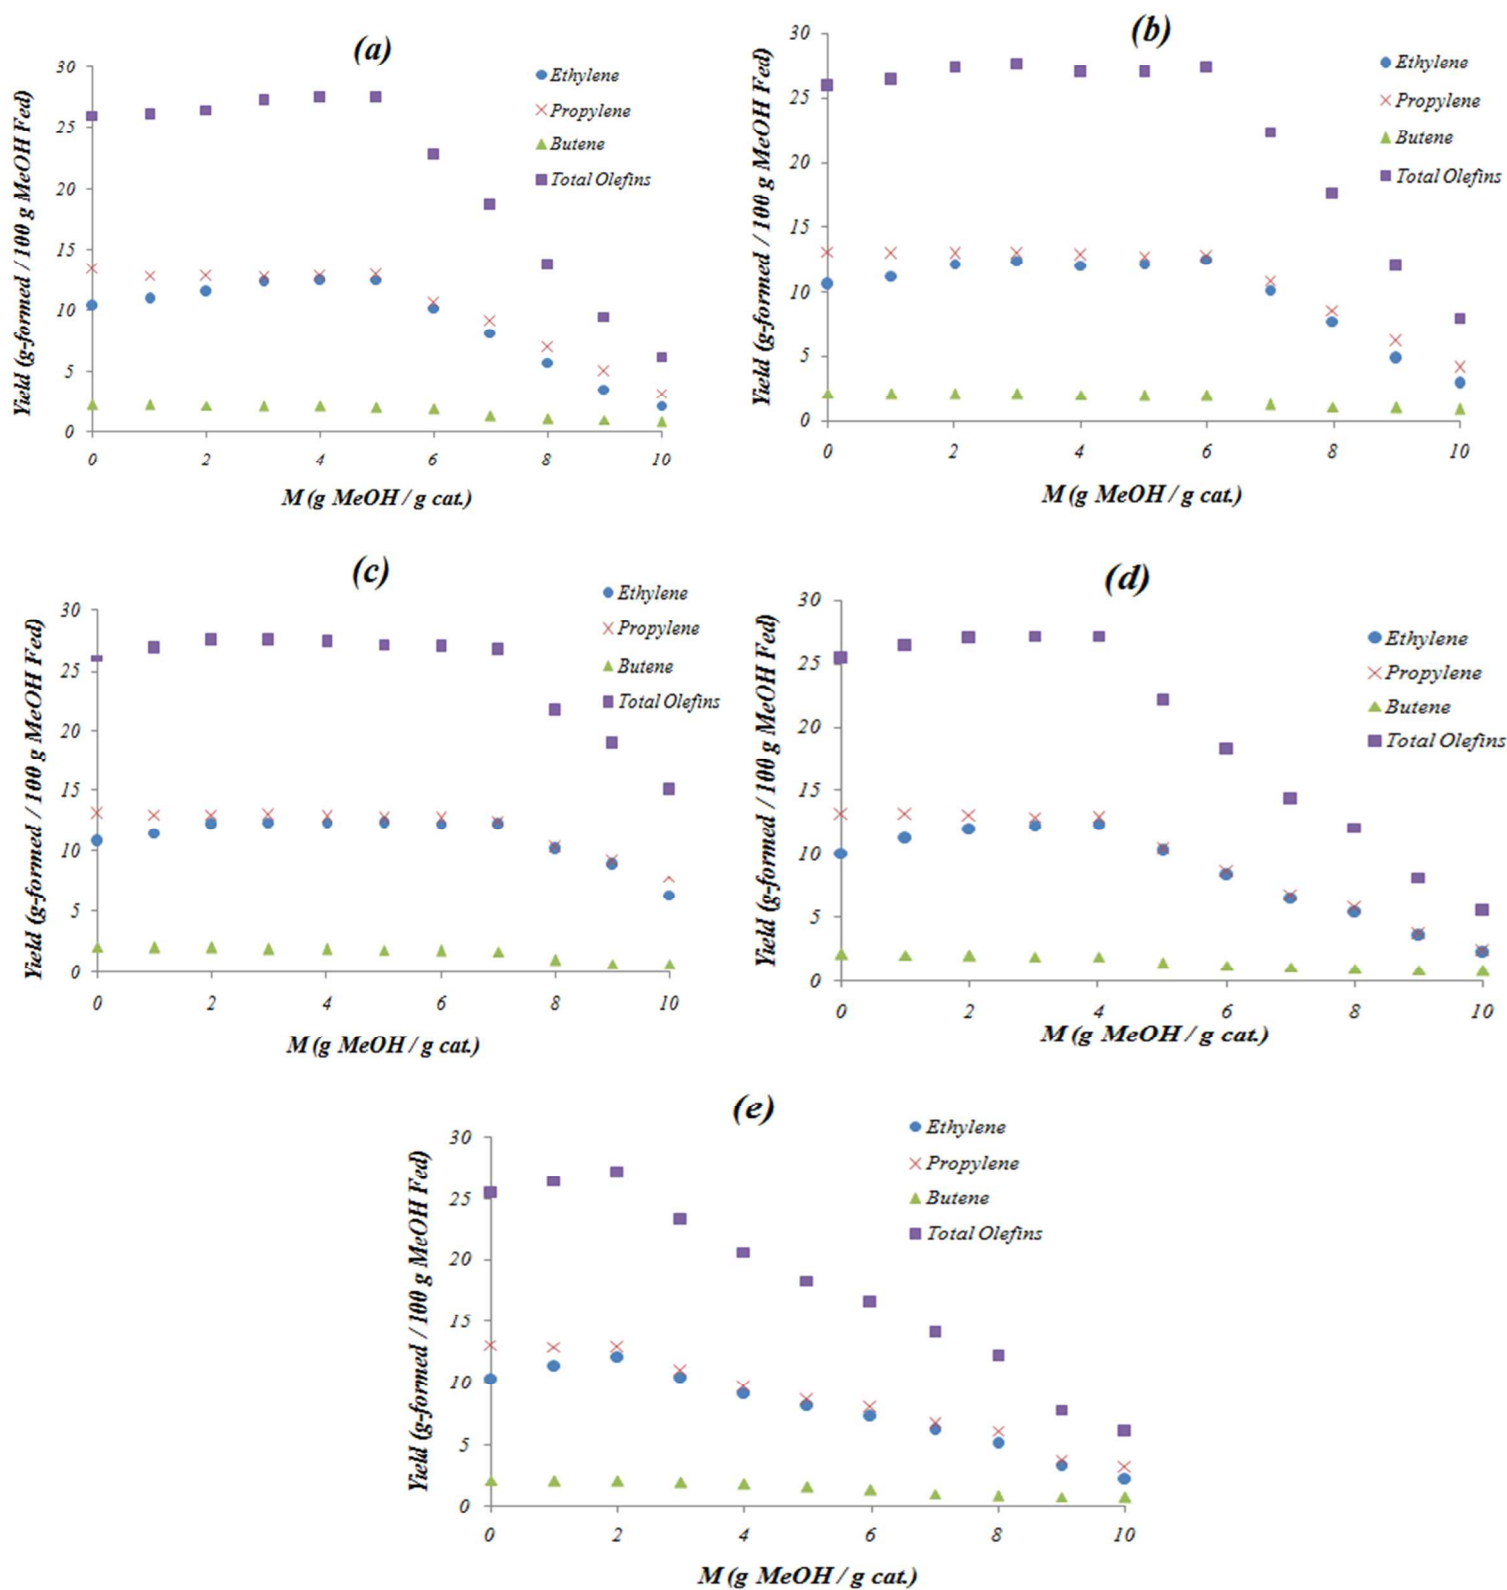 (a)
Yield (g-formed / 100 g MeOH Fed)
30
25
20
15
10
5
0
0 2 4 6 8 10
M (g MeOH / g cat.)
Ethylene
Propylene
Butene
Total Olefins
(b)
Yield (g-formed / 100 g MeOH Fed)
30
25
20
15
10
5
0
0 2 4 6 8 10
M (g MeOH / g cat.)
Ethylene
Propylene
Butene
Total Olefins
(c)
Yield (g-formed / 100 g MeOH Fed)
30
25
20
15
10
5
0
0 2 4 6 8 10
M (g MeOH / g cat.)
Ethylene
Propylene
Butene
Total Olefins
(d)
Yield (g-formed / 100 g MeOH Fed)
30
25
20
15
10
5
0
0 2 4 6 8 10
M (g MeOH / g cat.)
Ethylene
Propylene
Butene
Total Olefins
(e)
Yield (g-formed / 100 g MeOH Fed)
30
25
20
15
10
5
0
0 2 4 6 8 10
M (g MeOH / g cat.)
Ethylene
Propylene
Butene
Total Olefins